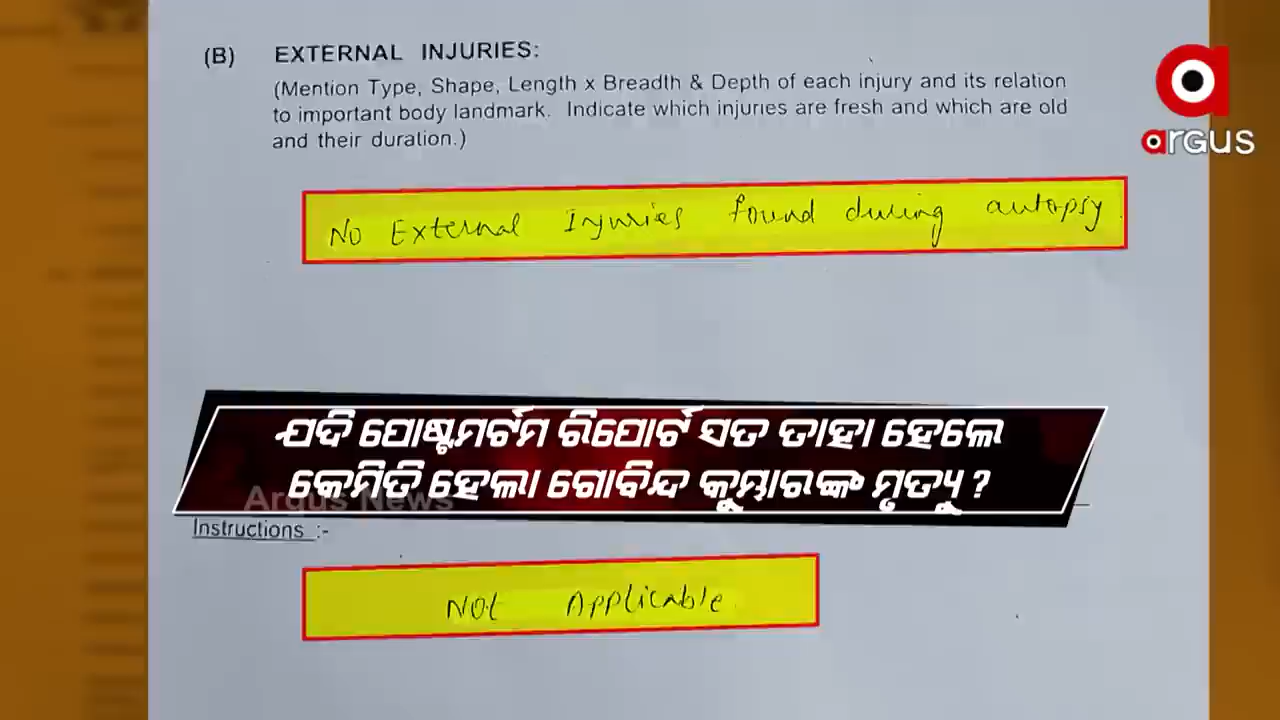 (B) EXTERNAL INJURIES:
(Mention Type, Shape, Length x Breadth & Depth of each injury and its relation
to important body landmark. Indicate which injuries are fresh and which are old
and their duration.)
argus
No External Injuries found during autopsy.
ଯଦି ପୋଷ୍ଟମର୍ଟମ ରିପୋର୍ଟ ସତ ତାହା ହେଲେ
କେମିତି ହେଲା ଗୋବିନ୍ଦ କୁମ୍ଭାରଙ୍କ ମୃତ୍ୟୁ ?
Argus News
Instructions :-
Not Applicable